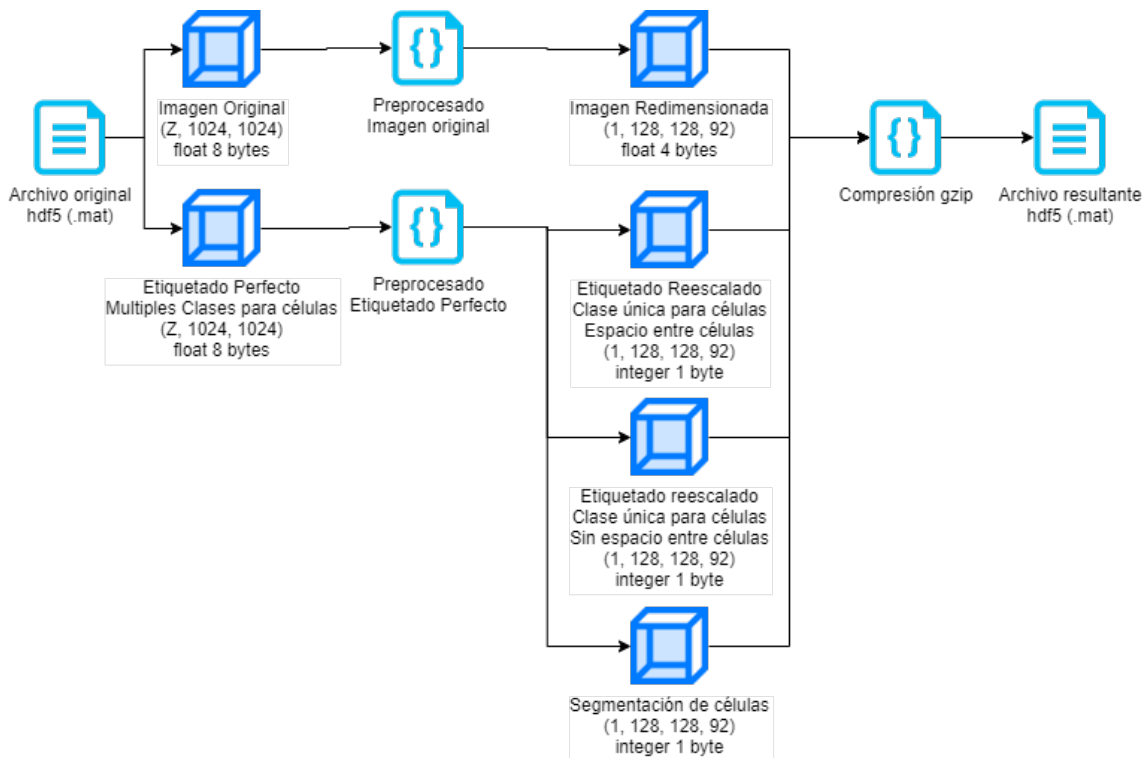 Imagen Original
(Z, 1024, 1024)
float 8 bytes
Preprocesado
Imagen original
Imagen Redimensionada
(1, 128, 128, 92)
float 4 bytes
Archivo original
hdf5 (.mat)
Compresión gzip
Archivo resultante
hdf5 (.mat)
Etiquetado Perfecto
Multiples Clases para células
(Z, 1024, 1024)
float 8 bytes
Preprocesado
Etiquetado Perfecto
Etiquetado Reescalado
Clase única para células
Espacio entre células
(1, 128, 128, 92)
integer 1 byte
Etiquetado reescalado
Clase única para células
Sin espacio entre células
(1, 128, 128, 92)
integer 1 byte
Segmentación de células
(1, 128, 128, 92)
integer 1 byte